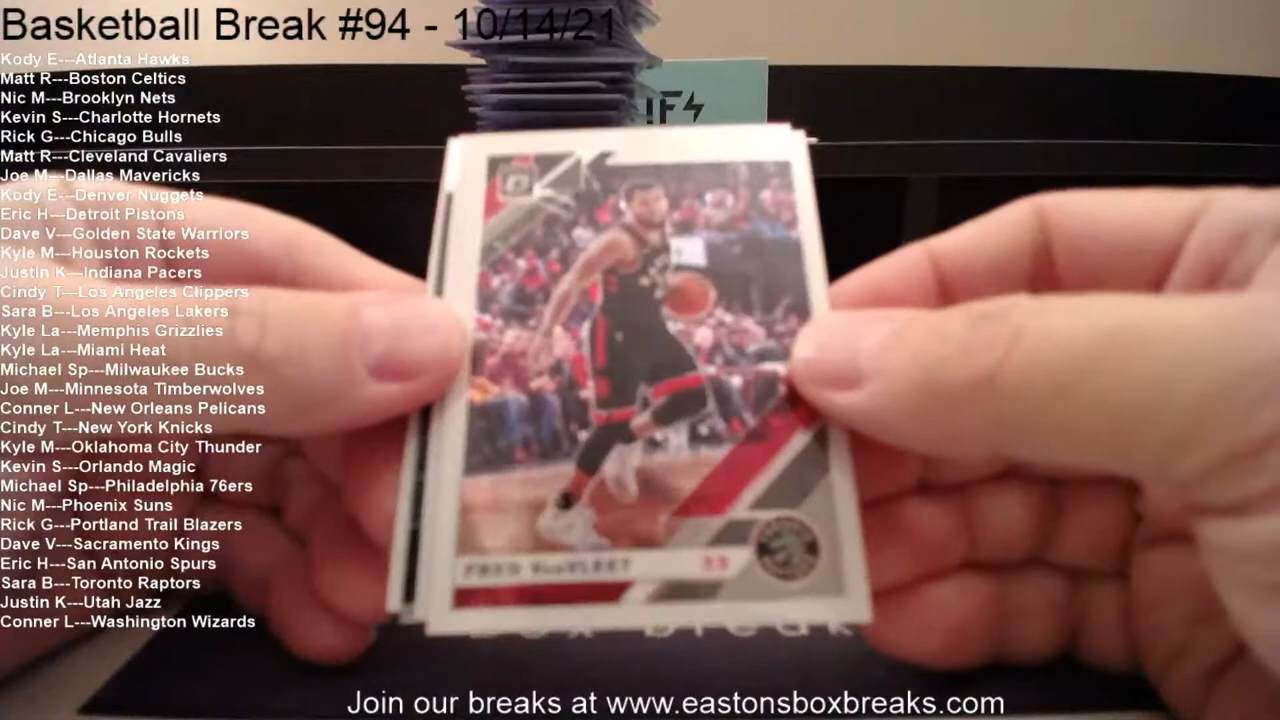 Basketball Break #94 - 10/14/21
Kody E---Atlanta Hawks
Matt R---Boston Celtics
Nic M---Brooklyn Nets
Kevin S---Charlotte Hornets
Rick G---Chicago Bulls
Matt R---Cleveland Cavaliers
Joe M---Dallas Mavericks
Kody E---Denver Nuggets
Eric H---Detroit Pistons
Dave V---Golden State Warriors
Kyle M---Houston Rockets
Justin K---Indiana Pacers
Cindy T---Los Angeles Clippers
Sara B---Los Angeles Lakers
Kyle La---Memphis Grizzlies
Kyle La---Miami Heat
Michael Sp---Milwaukee Bucks
Joe M---Minnesota Timberwolves
Conner L---New Orleans Pelicans
Cindy T---New York Knicks
Kyle M---Oklahoma City Thunder
Kevin S---Orlando Magic
Michael Sp---Philadelphia 76ers
Nic M---Phoenix Suns
Rick G---Portland Trail Blazers
Dave V---Sacramento Kings
Eric H---San Antonio Spurs
Sara B---Toronto Raptors
Justin K---Utah Jazz
Conner L---Washington Wizards
FRED VANVLEET
box break
Join our breaks at www.eastonsboxbreaks.com